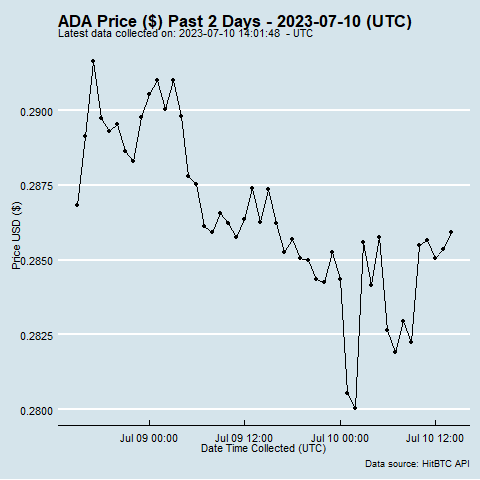 ADA Price ($) Past 2 Days - 2023-07-10 (UTC)
Latest data collected on: 2023-07-10 14:01:48  - UTC
0.2900
0.2875
0.2850
0.2825
0.2800
Price USD ($)
Jul 09 00:00
Jul 09 12:00
Jul 10 00:00
Jul 10 12:00
Date Time Collected (UTC)
Data source: HitBTC API